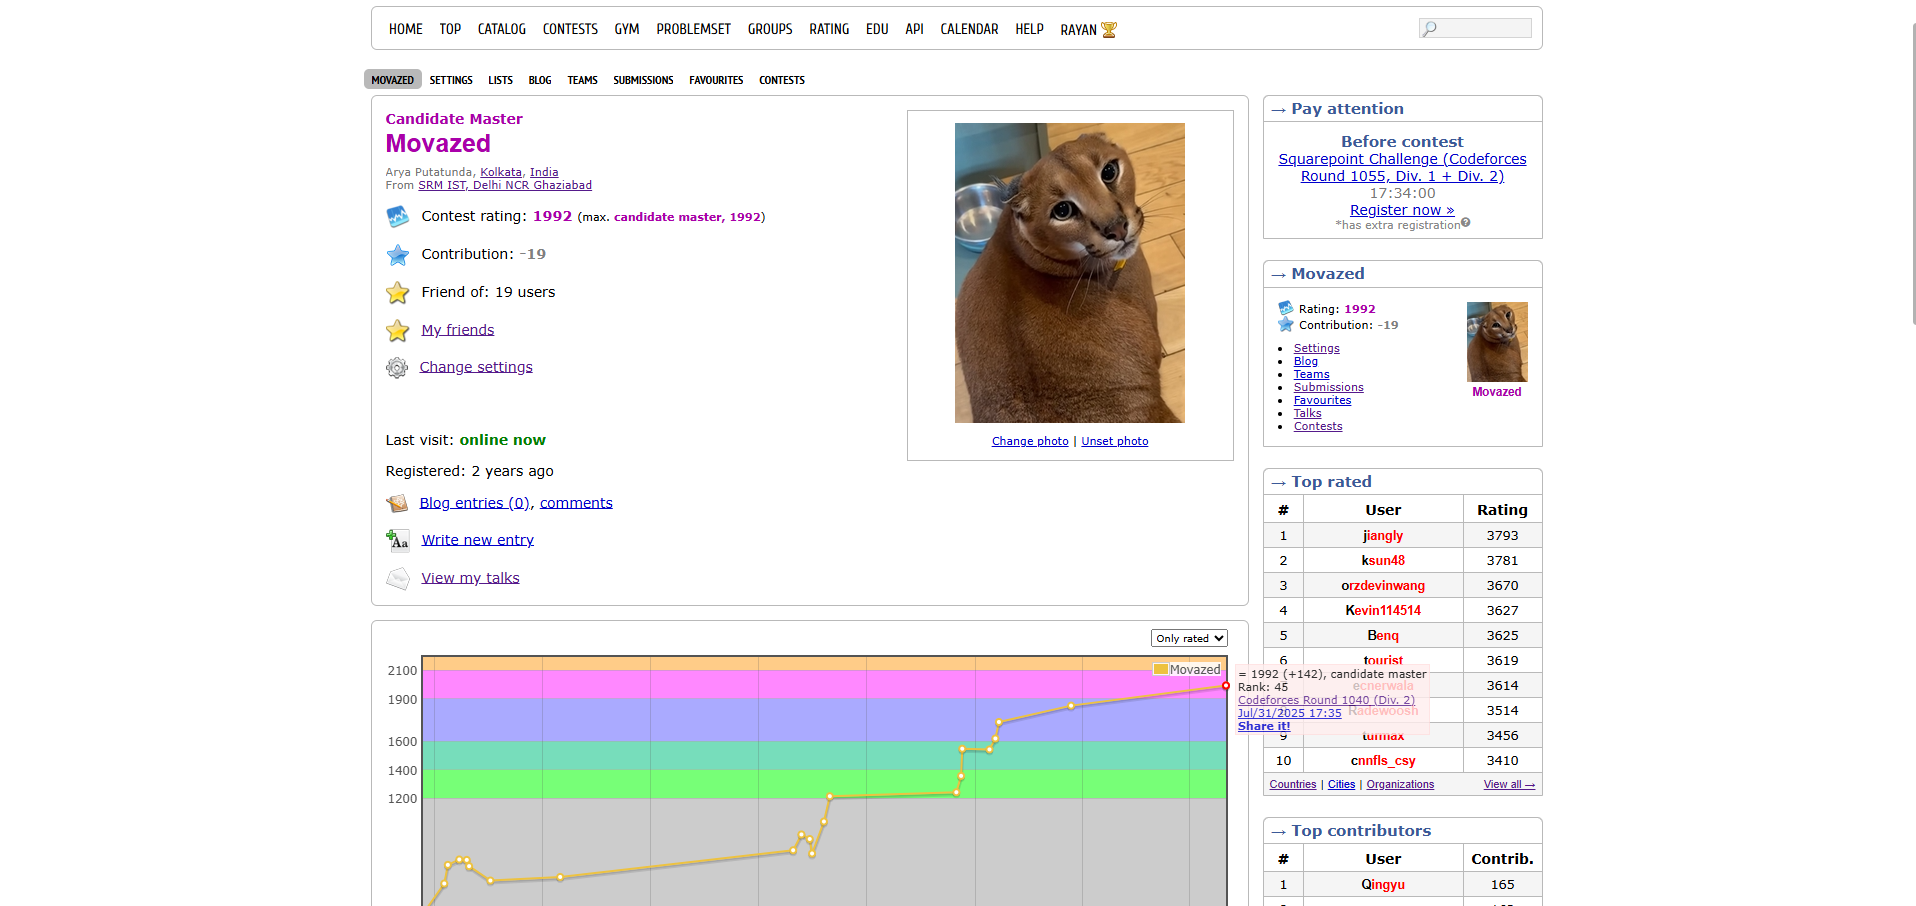 HOME TOP CATALOG CONTESTS GYM PROBLEMSET GROUPS RATING EDU API CALENDAR HELP RAYAN
MOVAZED SETTINGS LISTS BLOG TEAMS SUBMISSIONS FAVOURITES CONTESTS
Candidate Master
Movazed
Arya Putatunda, Kolkata, India
From SRM IST, Delhi NCR Ghaziabad
Contest rating: 1992 (max. candidate master, 1992)
Contribution: -19
Friend of: 19 users
My friends
Change settings
Last visit: online now
Registered: 2 years ago
Blog entries (0), comments
Write new entry
View my talks
Change photo | Unset photo
Only rated
2100
1900
1600
1400
1200
Movazed
= 1992 (+142), candidate master
Rank: 45
Codeforces Round 1040 (Div. 2)
Jul/31/2025 17:35
Share it!
→ Pay attention
Before contest
Squarepoint Challenge (Codeforces
Round 1055, Div. 1 + Div. 2)
17:34:00
Register now »
*has extra registration?
→ Movazed
Rating: 1992
Contribution: -19
Settings
Blog
Teams
Submissions
Favourites
Talks
Contests
Movazed
→ Top rated
# User Rating
1 jiangly 3793
2 ksun48 3781
3 orzdevinwang 3670
4 Kevin114514 3627
5 Benq 3625
6 tourist 3619
ecnerwala 3614
Radewoosh 3514
9 turmax 3456
10 cnnfls_csy 3410
Countries | Cities | Organizations View all →
→ Top contributors
# User Contrib.
1 Qingyu 165